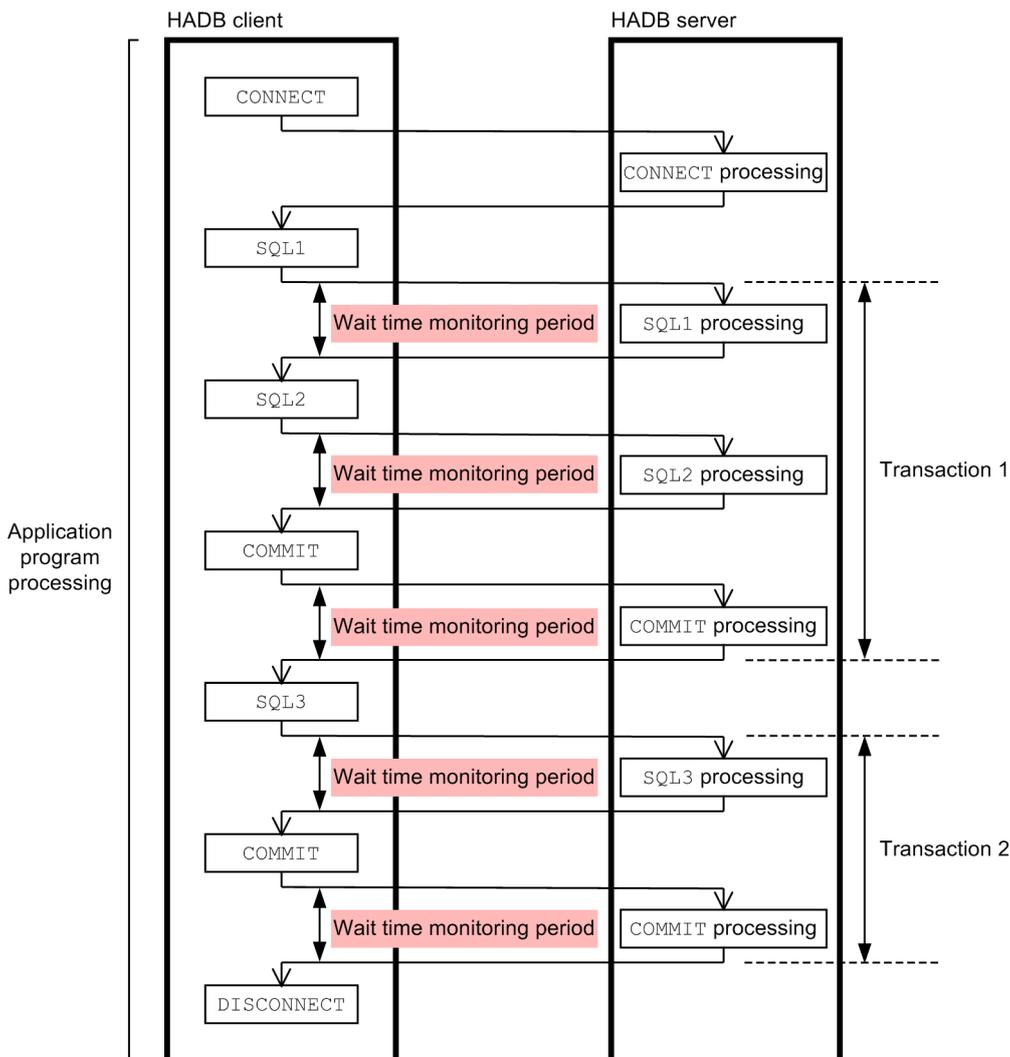 HADB client
HADB server
CONNECT
CONNECT processing
SQL1
Wait time monitoring period
SQL1 processing
SQL2
Wait time monitoring period
SQL2 processing
Transaction 1
Application
program
processing
COMMIT
Wait time monitoring period
COMMIT processing
SQL3
Wait time monitoring period
SQL3 processing
COMMIT
Transaction 2
Wait time monitoring period
COMMIT processing
DISCONNECT